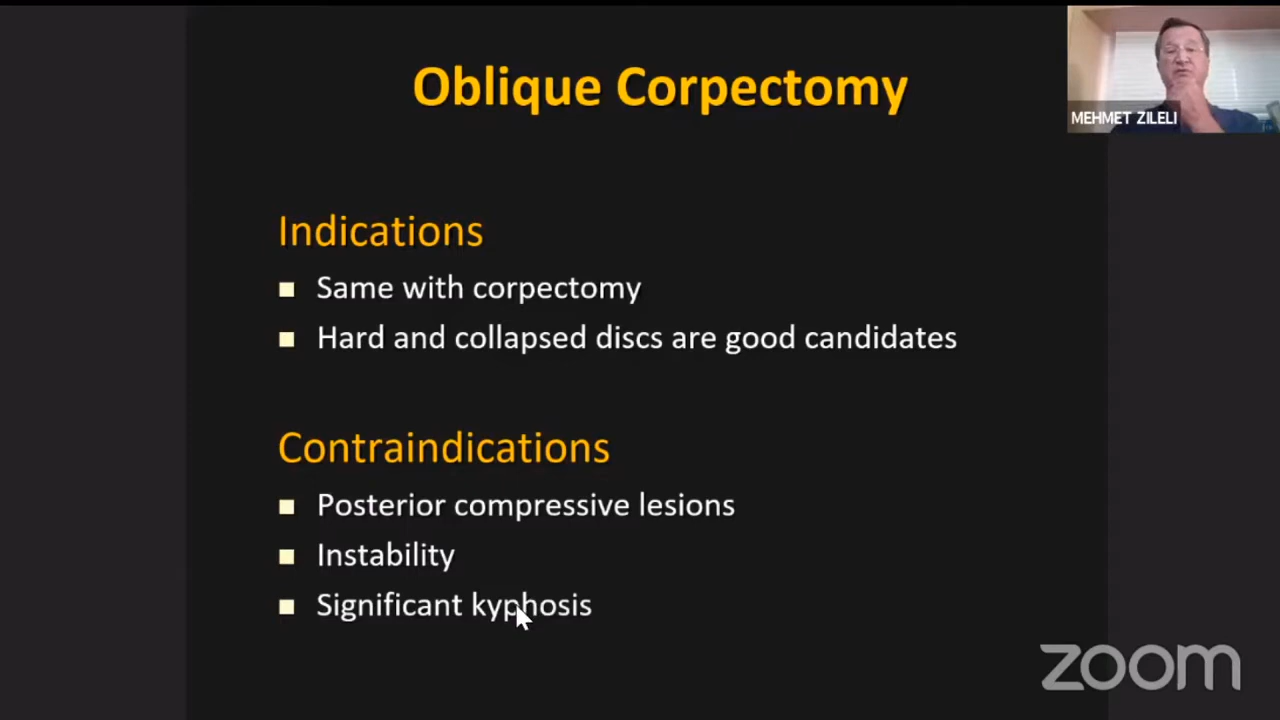 Oblique Corpectomy
MEHMET ZILELI
Indications
Same with corpectomy
Hard and collapsed discs are good candidates
Contraindications
Posterior compressive lesions
Instability
Significant kyphosis
zoom